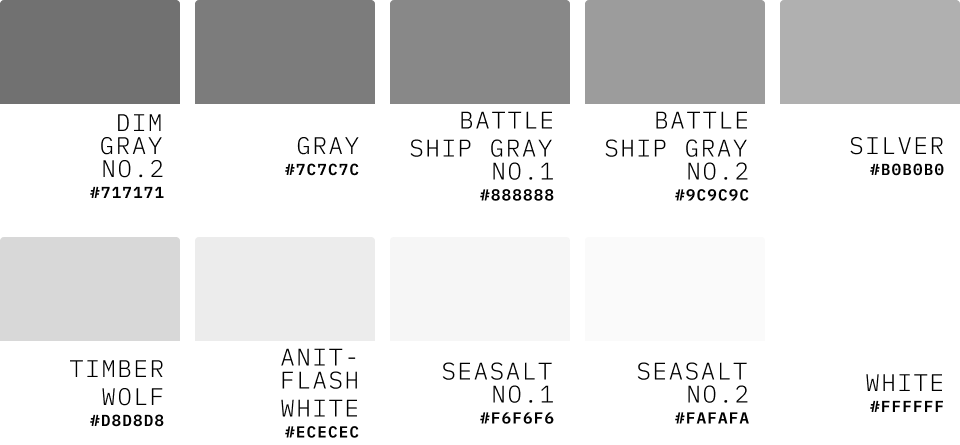 DIM
GRAY
NO.2
#717171
GRAY
#7C7C7C
BATTLE
SHIP GRAY
NO.1
#888888
BATTLE
SHIP GRAY
NO.2
#9C9C9C
SILVER
#B0B0B0
TIMBER
WOLF
#D8D8D8
ANIT-
FLASH
WHITE
#ECECEC
SEASALT
NO.1
#F6F6F6
SEASALT
NO.2
#FAFAFA
WHITE
#FFFFFF